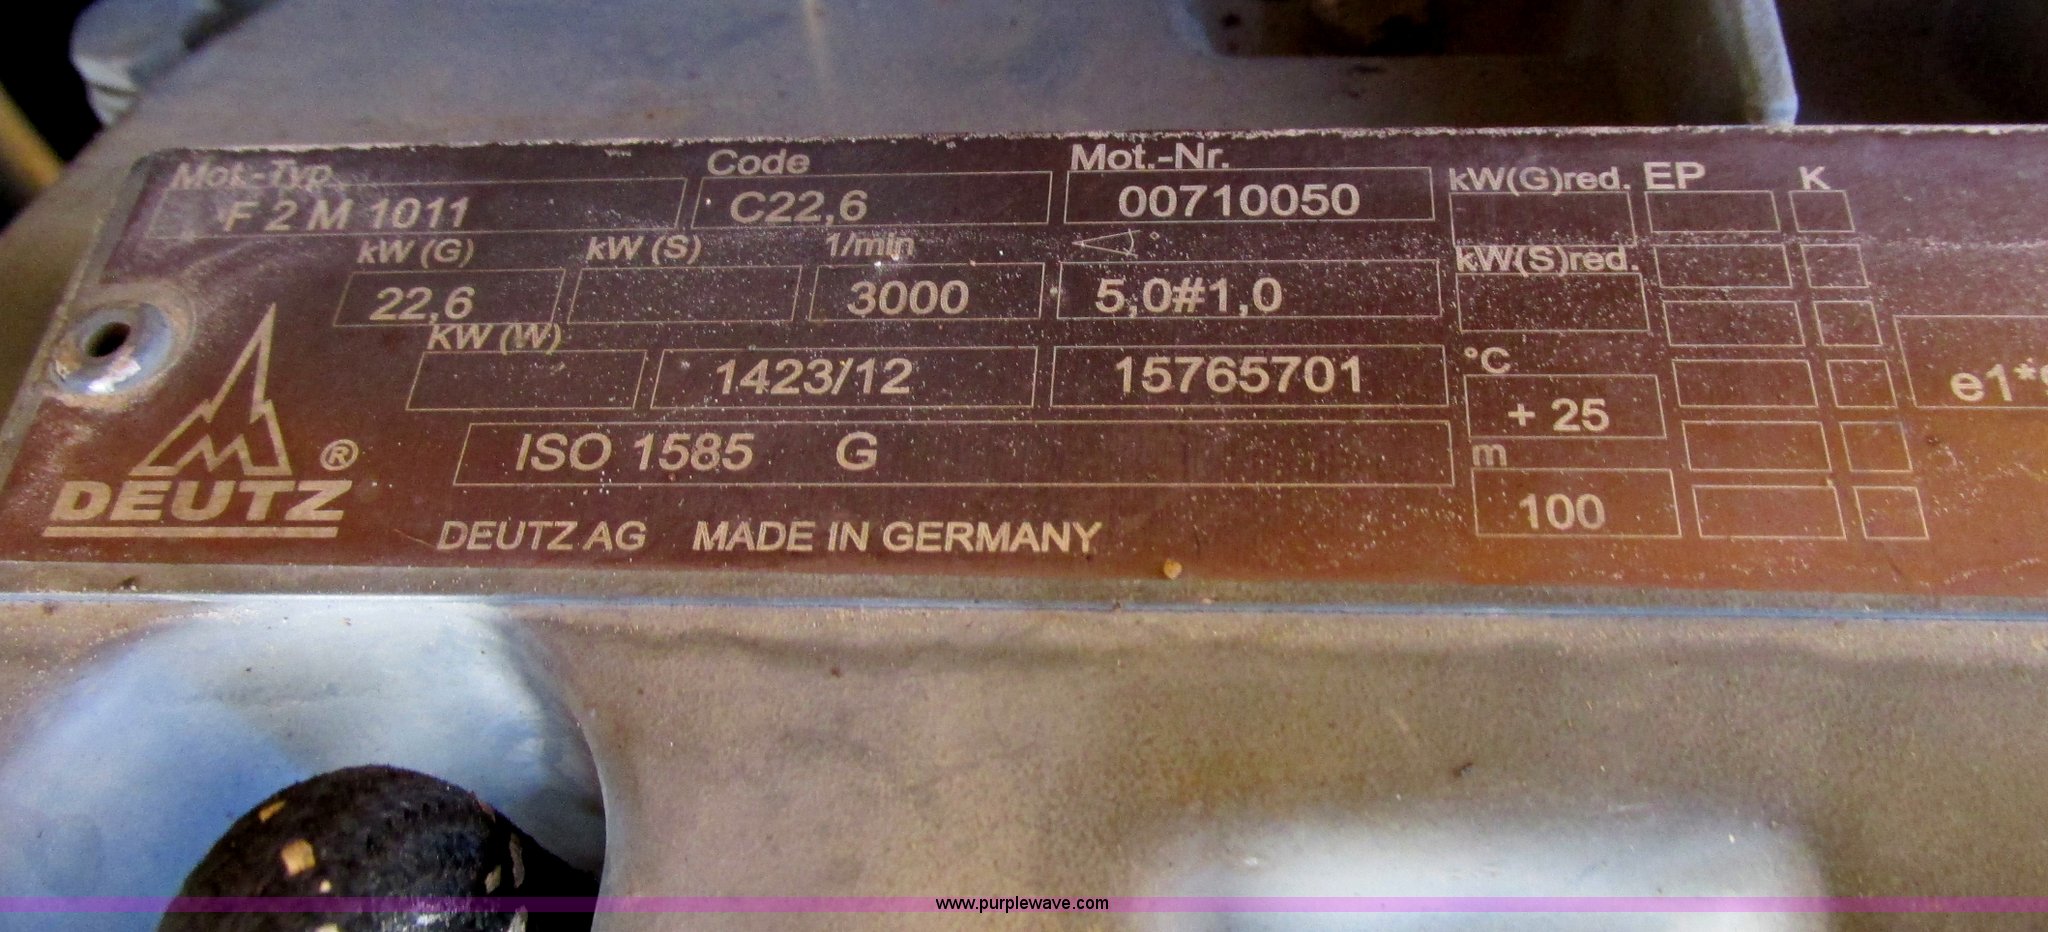 Mot.-Typ Code Mot.-Nr. kW(G)red. EP K
F 2 M 1011 C22,6 00710050
kW (G) kW (S) 1/min ° kW(S)red.
22,6 3000 5,0#1,0
KW (W)
1423/12 15765701 °C
e1*
+ 25
ISO 1585 G m
100
DEUTZ ®
DEUTZ AG MADE IN GERMANY
www.purplewave.com